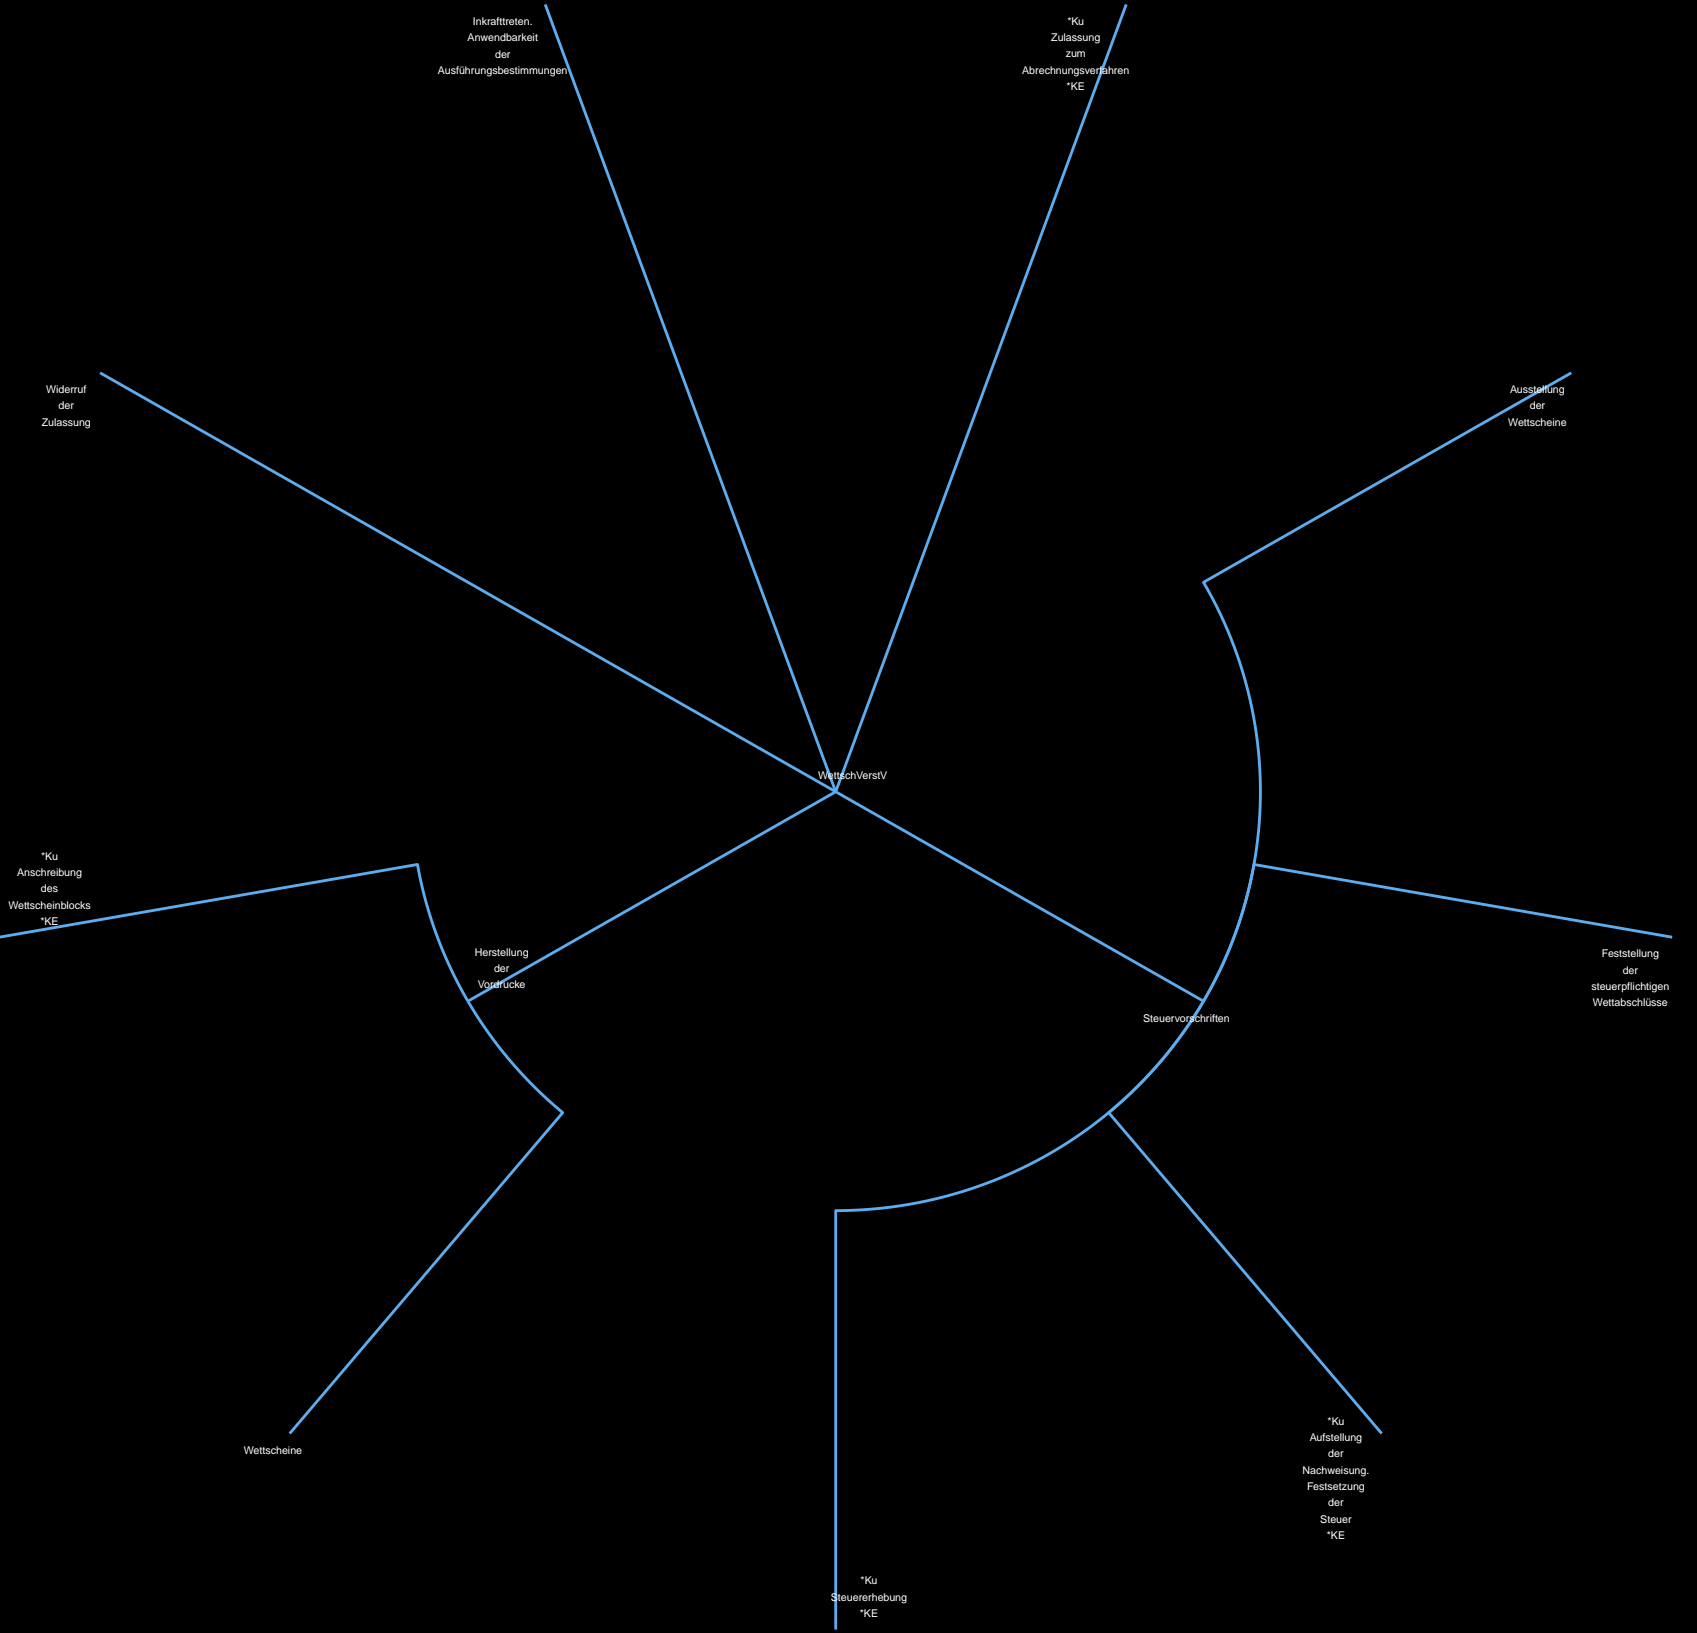 Inkrafttreten.
Anwendbarkeit
der
Ausführungsbestimmungen
*Ku
Zulassung
zum
Abrechnungsverfahren
*KE
Widerruf
der
Zulassung
Ausstellung
der
Wettscheine
WettschVerstV
*Ku
Anschreibung
des
Wettscheinblocks
*KE
Herstellung
der
Vordrucke
Feststellung
der
steuerpflichtigen
Wettabschlüsse
Steuervorschriften
Wettscheine
*Ku
Aufstellung
der
Nachweisung.
Festsetzung
der
Steuer
*KE
*Ku
Steuererhebung
*KE